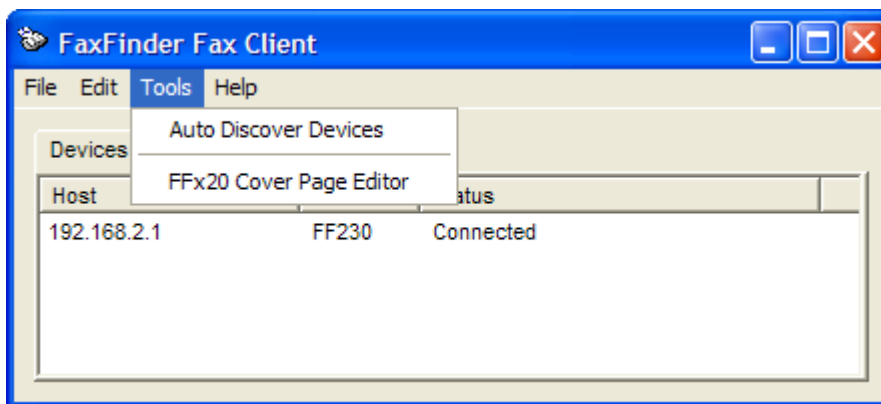 FaxFinder Fax Client
File Edit Tools Help
Auto Discover Devices
Devices
FFx20 Cover Page Editor
Host atus
192.168.2.1 FF230 Connected